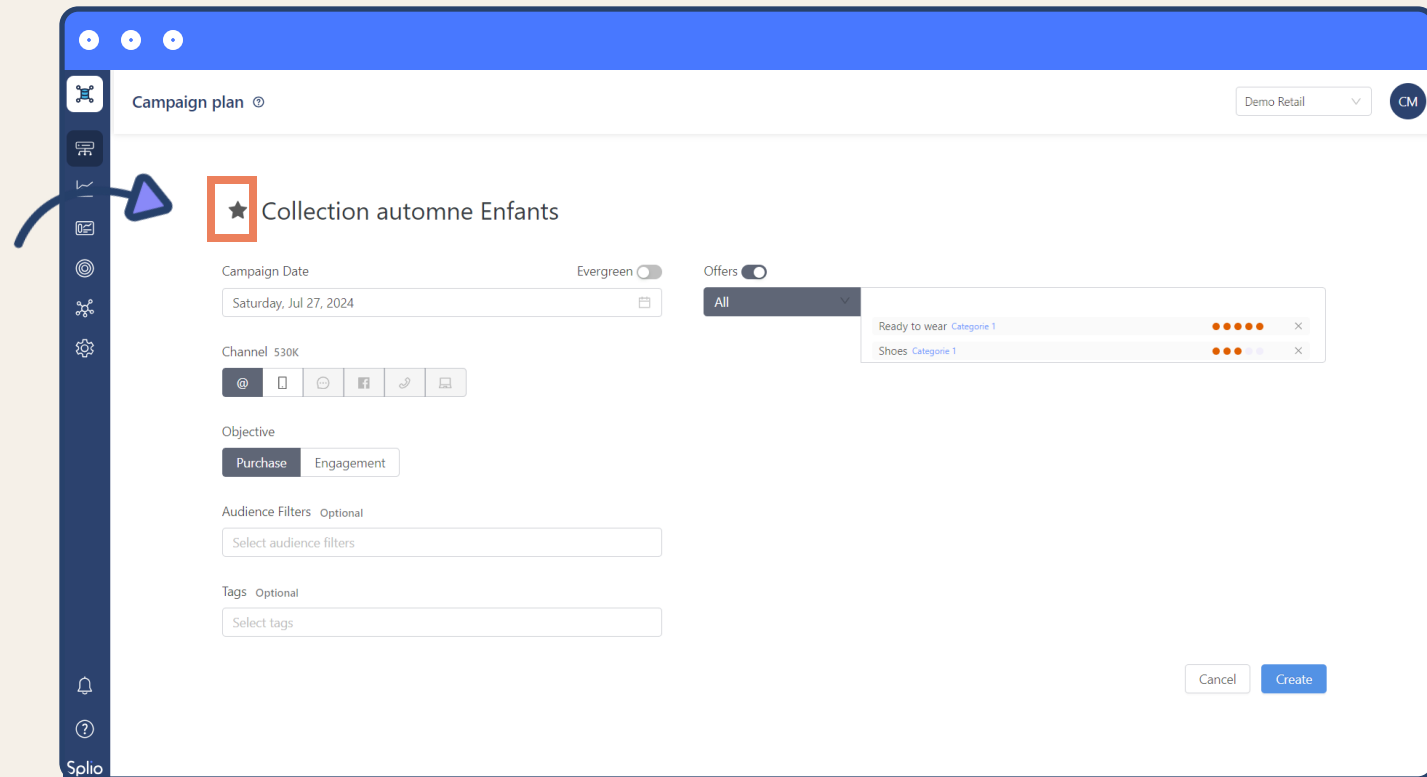 Campaign plan
Demo Retail
CM
Collection automne Enfants
Campaign Date
Evergreen
Offers
Saturday, Jul 27, 2024
All
Ready to wear Categorie 1
Shoes Categorie 1
Channel 530K
@
Objective
Purchase
Engagement
Audience Filters Optional
Select audience filters
Tags Optional
Select tags
Cancel
Create
Splio